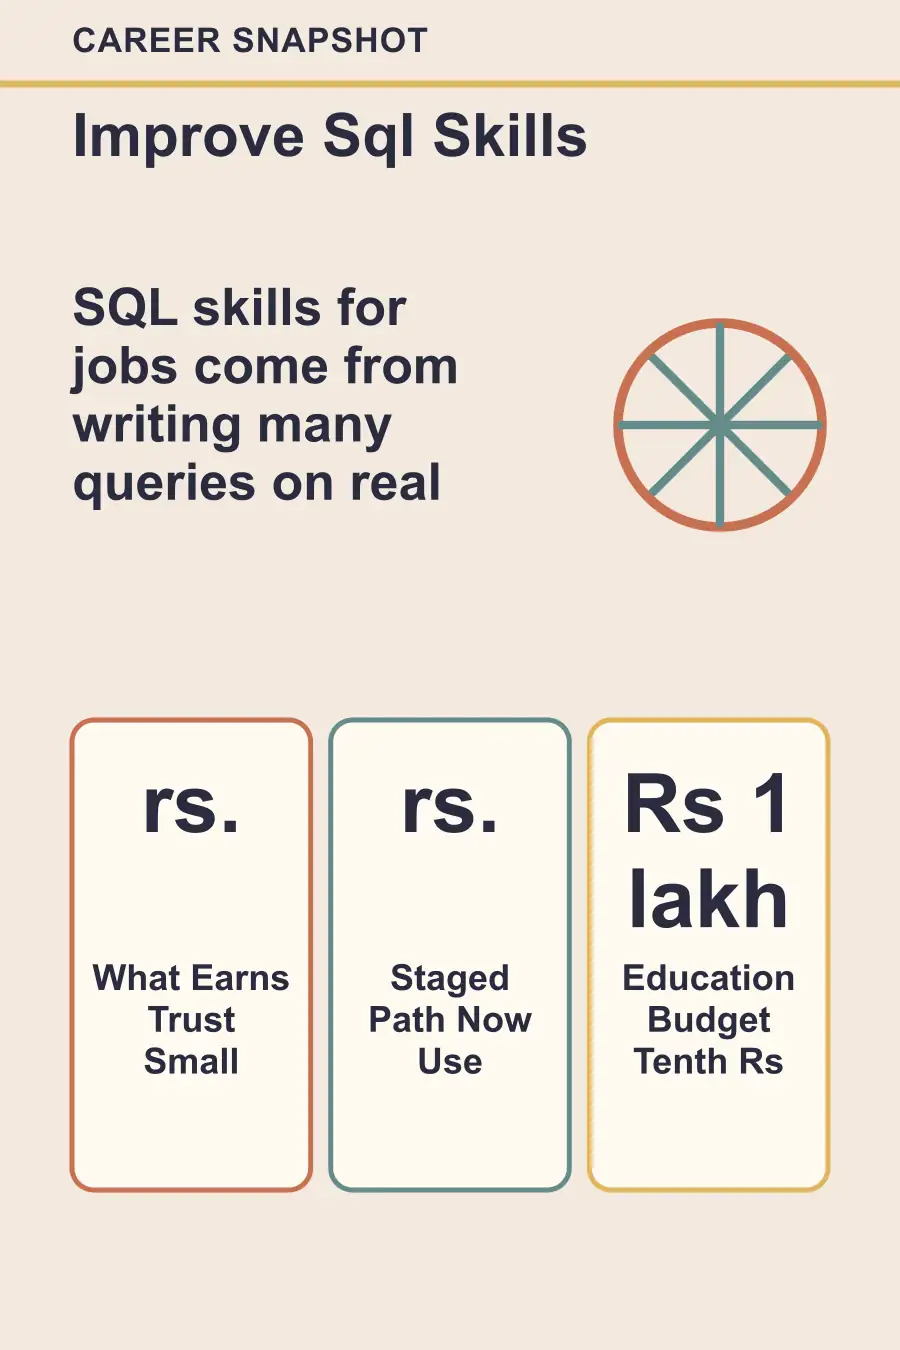 CAREER SNAPSHOT
Improve Sql Skills
SQL skills for
jobs come from
writing many
queries on real
rs.
What Earns
Trust
Small
rs.
Staged
Path Now
Use
Rs 1
lakh
Education
Budget
Tenth Rs